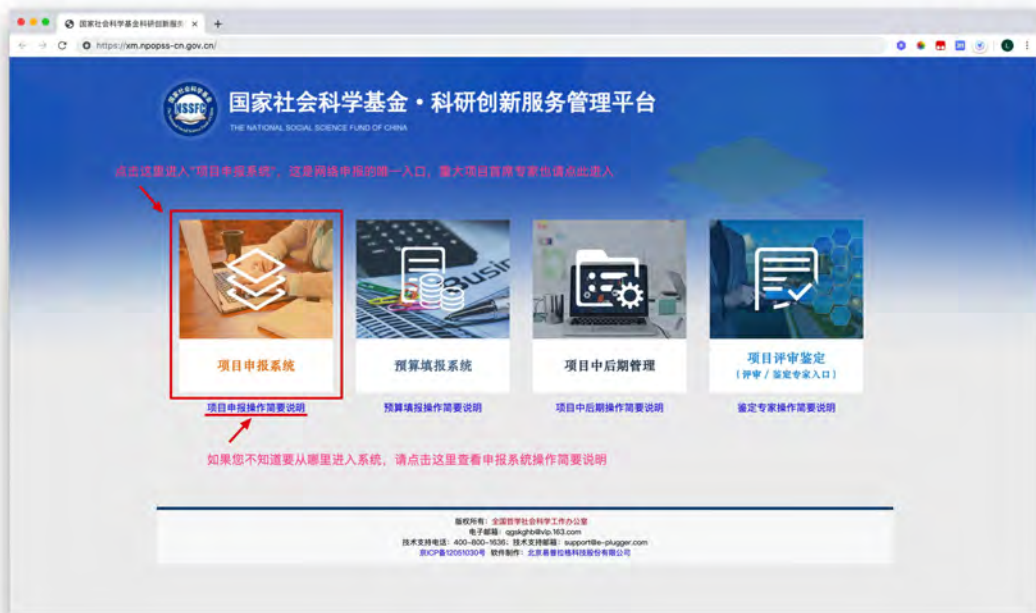 国家社会科学基金科研创新服务
https://xm.npopss-cn.gov.cn/
NSSFC
国家社会科学基金·科研创新服务管理平台
THE NATIONAL SOCIAL SCIENCE FUND OF CHINA
点击这里进入“项目申报系统”，这是网络申报的唯一入口，重大项目首席专家也请点此进入
项目申报系统
预算填报系统
项目中后期管理
项目评审鉴定
（评审/鉴定专家入口）
项目申报操作简要说明
预算填报操作简要说明
项目中后期操作简要说明
鉴定专家操作简要说明
如果您不知道要从哪里进入系统，请点击这里查看申报系统操作简要说明
版权所有：全国哲学社会科学工作办公室
电子邮箱：qgskghb@vip.163.com
技术支持电话：400-800-1636；技术支持邮箱：support@e-plugger.com
京ICP备12051030号 软件制作：北京易普拉格科技股份有限公司